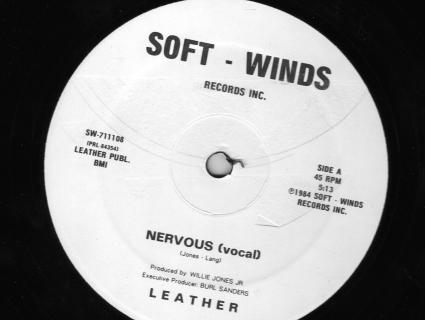 SOFT - WINDS
RECORDS INC.
SW-711108
(PRL 84354)
LEATHER PUBL.
BMI
SIDE A
45 RPM
5:13
℗1984 SOFT - WINDS
RECORDS INC.
NERVOUS (vocal)
(Jones - Lang)
Produced by WILLIE JONES JR
Executive Producer: BURL SANDERS
LEATHER